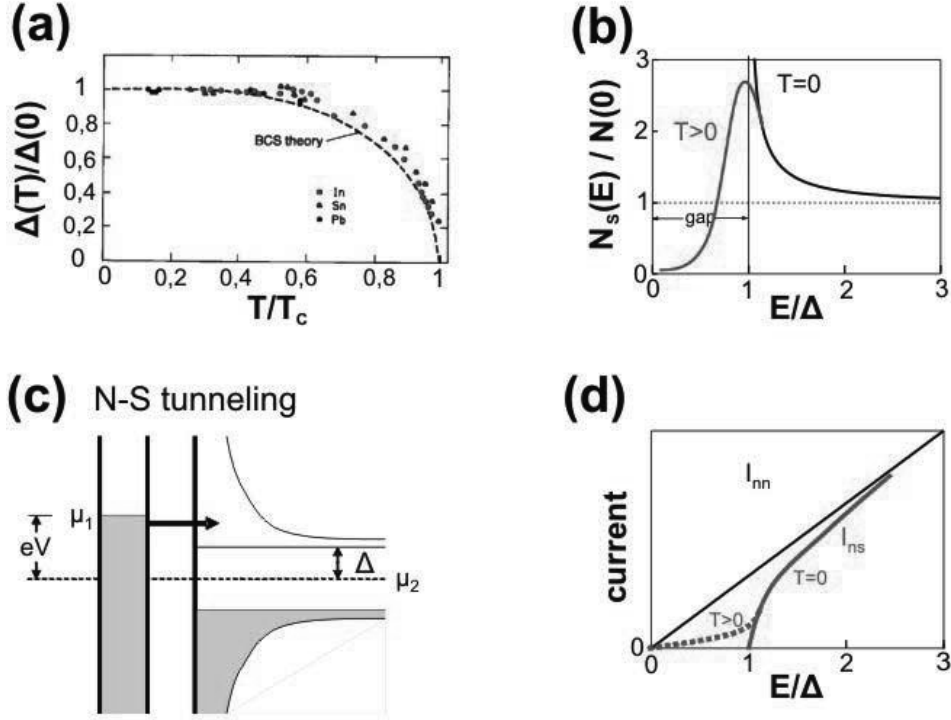 (a)
Δ(T)/Δ(0)
1
0,8
0,6
0,4
0,2
0
BCS theory
In
Sn
Pb
0 0,2 0,4 0,6 0,8 1
T/Tc
(b)
Ns(E) / N(0)
3
2
1
0
T=0
T>0
gap
0 1 2 3
E/Δ
(c) N-S tunneling
μ1
eV
Δ
μ2
(d)
current
Inn
Ins
T=0
T>0
0
0 1 2 3
E/Δ